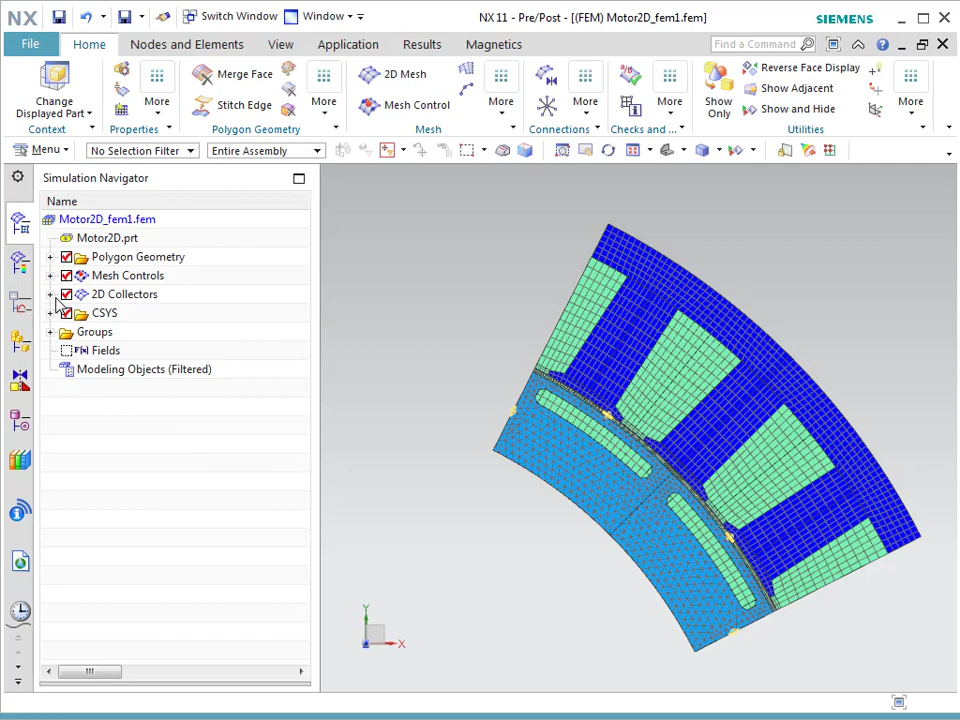 NX Switch Window Window NX 11 - Pre/Post - [(FEM) Motor2D_fem1.fem] SIEMENS
File Home Nodes and Elements View Application Results Magnetics Find a Command
Change Displayed Part
More
Merge Face
Stitch Edge
More
2D Mesh
Mesh Control
More
More
More
Show Only
Reverse Face Display
Show Adjacent
Show and Hide
More
Context Properties Polygon Geometry Mesh Connections Checks and ... Utilities
Menu No Selection Filter Entire Assembly
Simulation Navigator
Name
Motor2D_fem1.fem
Motor2D.prt
Polygon Geometry
Mesh Controls
2D Collectors
CSYS
Groups
Fields
Modeling Objects (Filtered)
Y
X